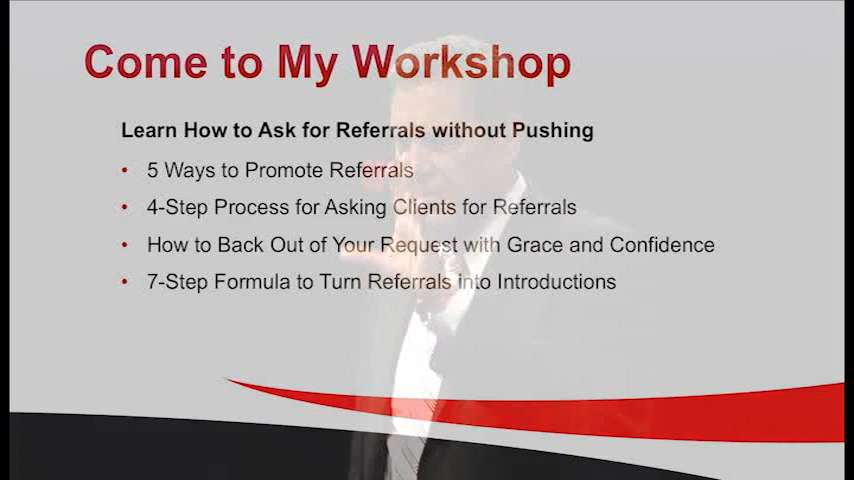 Come to My Workshop
Learn How to Ask for Referrals without Pushing
• 5 Ways to Promote Referrals
• 4-Step Process for Asking Clients for Referrals
• How to Back Out of Your Request with Grace and Confidence
• 7-Step Formula to Turn Referrals into Introductions